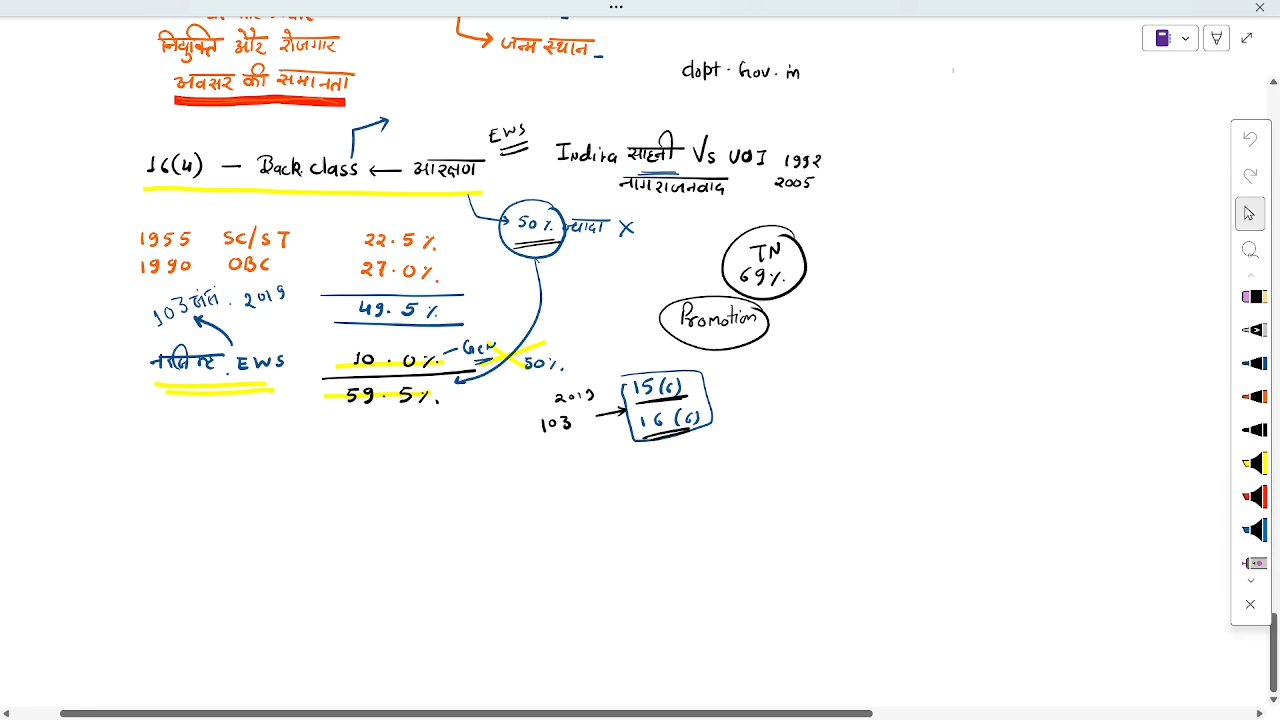 नियुक्ति और रोजगार
अवसर की समानता
जन्म स्थान
dopt. Gov. in
16(4) — Back. class ← आरक्षण
EWS
Indira साहनी Vs UOI 1992
नागराजनवाद 2005
50% ज्यादा X
1955 SC/ST 22.5%
1990 OBC 27.0%
103 2019
49.5%
EWS 10.0% Gen 50%
59.5%
TN
69%
Promotion
2019
103 → 15(6)
16(6)